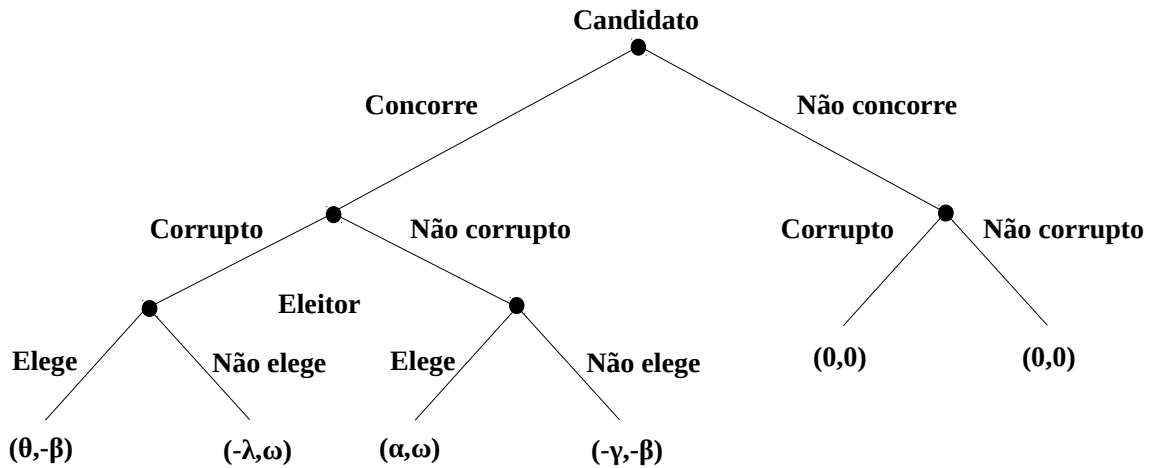 Candidato
Concorre
Não concorre
Corrupto
Não corrupto
Corrupto
Não corrupto
Eleitor
Elege
Não elege
Elege
Não elege
(0,0)
(0,0)
(θ,-β)
(-λ,ω)
(α,ω)
(-γ,-β)